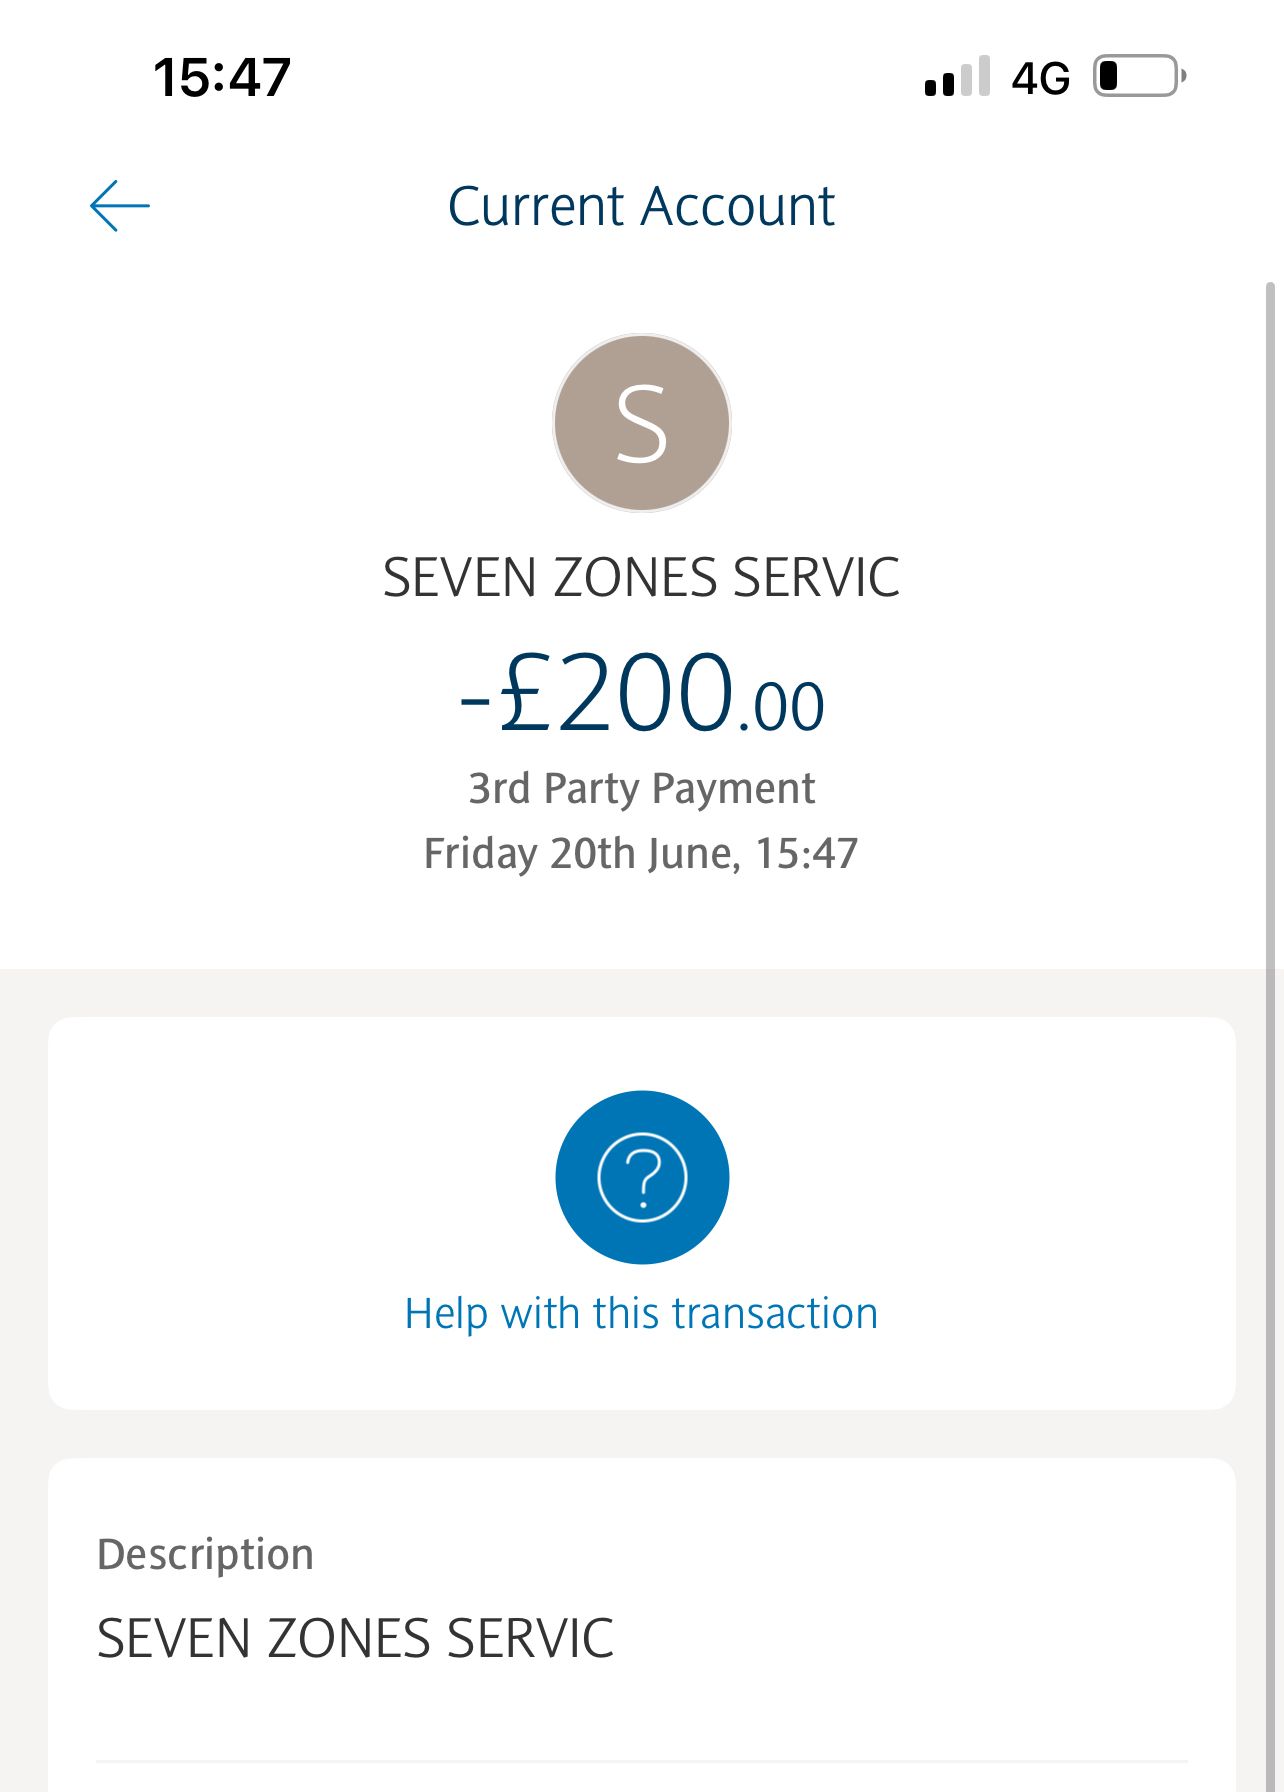 15:47 4G
Current Account
S
SEVEN ZONES SERVIC
-£200.00
3rd Party Payment
Friday 20th June, 15:47
?
Help with this transaction
Description
SEVEN ZONES SERVIC